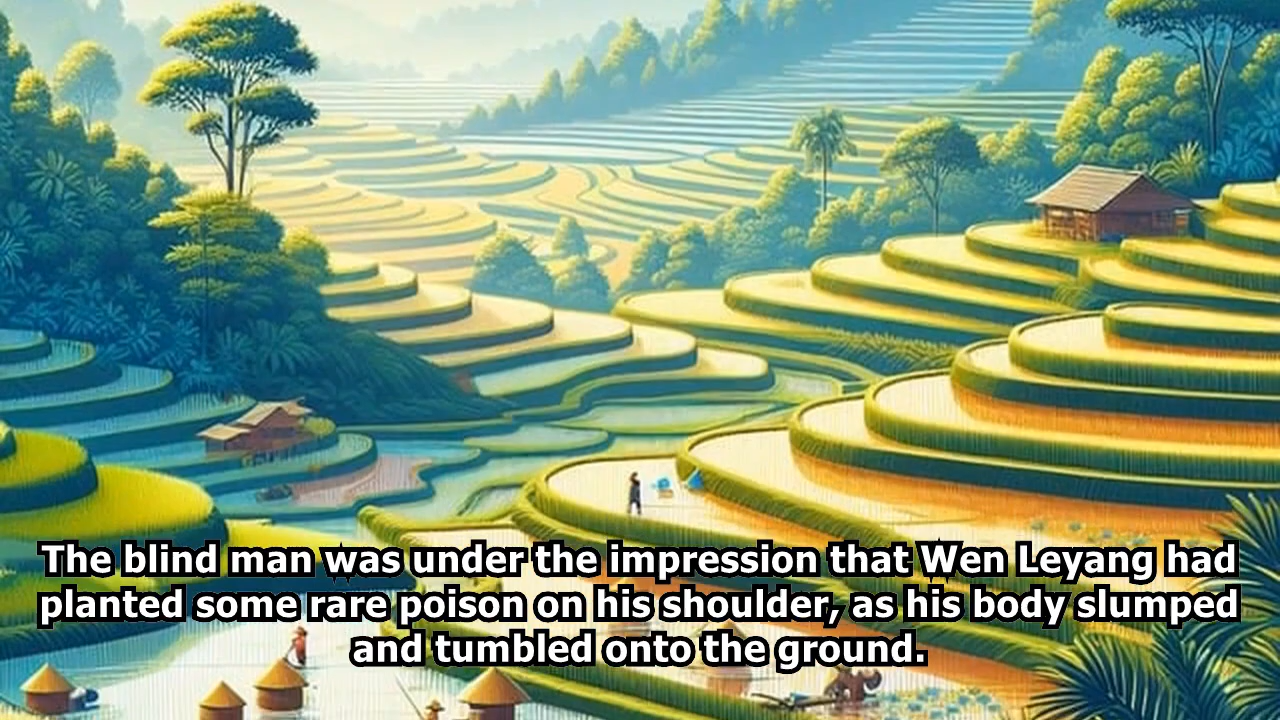 The blind man was under the impression that Wen Leyang had
planted some rare poison on his shoulder, as his body slumped
and tumbled onto the ground.